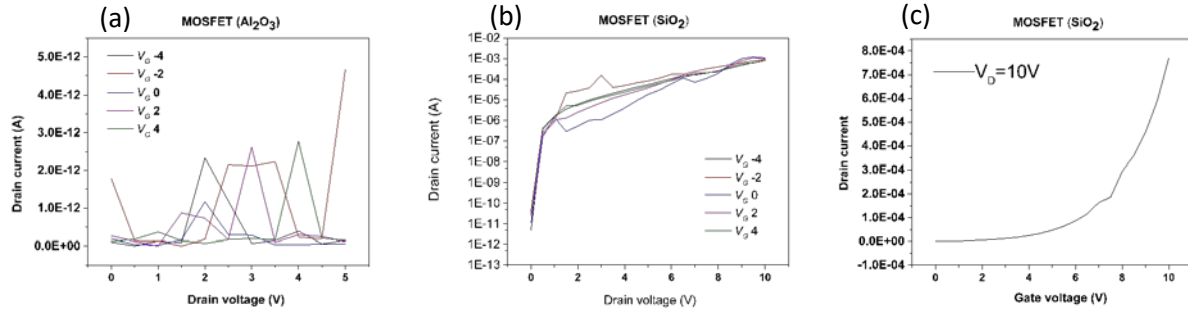 (a)
MOSFET (Al2O3)
5.0E-12
4.0E-12
3.0E-12
2.0E-12
1.0E-12
0.0E+00
Drain current (A)
VG -4
VG -2
VG 0
VG 2
VG 4
0 1 2 3 4 5
Drain voltage (V)
(b)
MOSFET (SiO2)
1E-01
1E-02
1E-03
1E-04
1E-05
1E-06
1E-07
1E-08
1E-09
1E-10
1E-11
1E-12
1E-13
Drain current (A)
VG -4
VG -2
VG 0
VG 2
VG 4
0 2 4 6 8 10
Drain voltage (V)
(c)
MOSFET (SiO2)
8.0E-04
7.0E-04
6.0E-04
5.0E-04
4.0E-04
3.0E-04
2.0E-04
1.0E-04
0.0E+00
-1.0E-04
Drain current
VD=10V
0 2 4 6 8 10
Gate voltage (V)